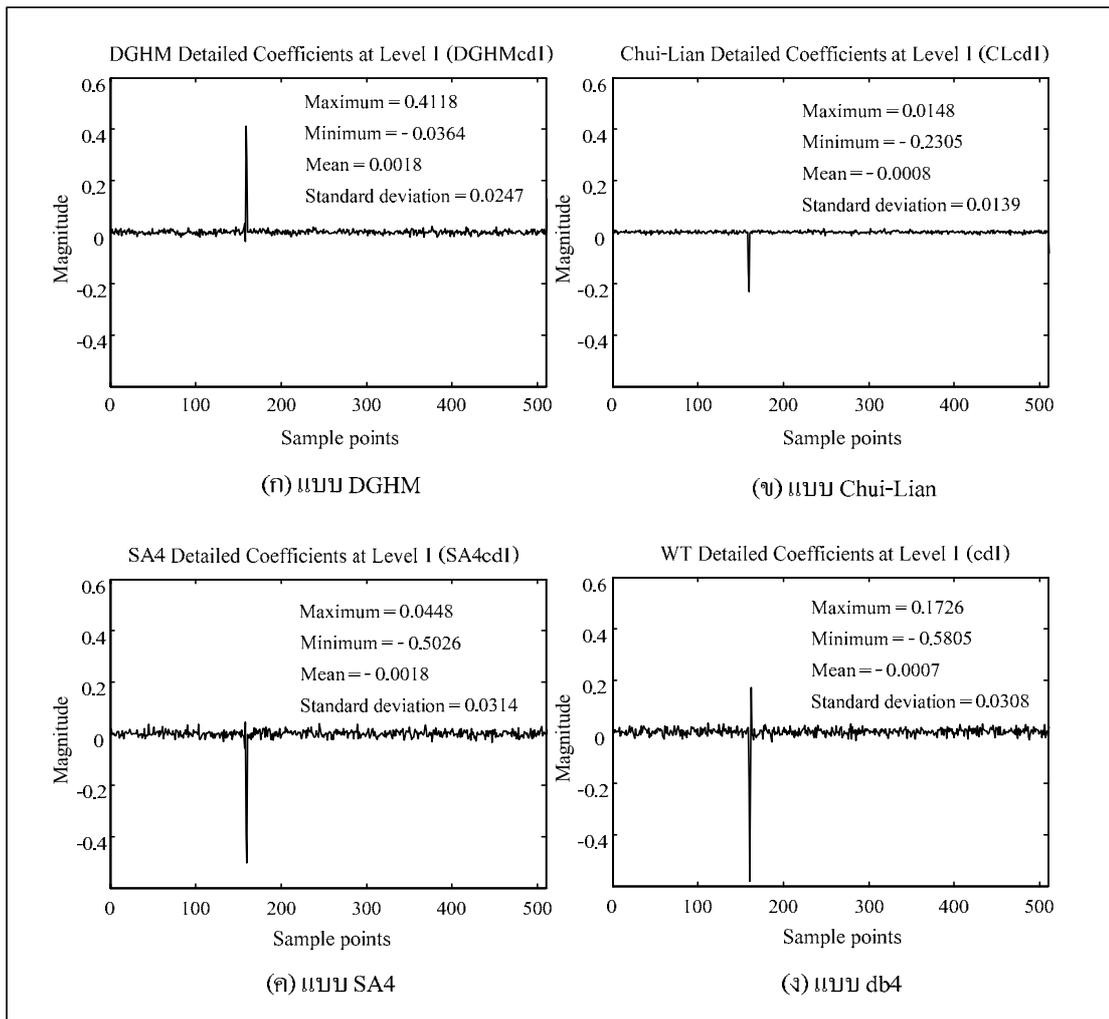 DGHM Detailed Coefficients at Level 1 (DGHMcd1)
0.6
0.4
0.2
0
-0.2
-0.4
Magnitude
Maximum = 0.4118
Minimum = - 0.0364
Mean = 0.0018
Standard deviation = 0.0247
0 100 200 300 400 500
Sample points
(ก) แบบ DGHM
Chui-Lian Detailed Coefficients at Level 1 (CLcd1)
0.6
0.4
0.2
0
-0.2
-0.4
Magnitude
Maximum = 0.0148
Minimum = - 0.2305
Mean = - 0.0008
Standard deviation = 0.0139
0 100 200 300 400 500
Sample points
(ข) แบบ Chui-Lian
SA4 Detailed Coefficients at Level 1 (SA4cd1)
0.6
0.4
0.2
0
-0.2
-0.4
Magnitude
Maximum = 0.0448
Minimum = - 0.5026
Mean = - 0.0018
Standard deviation = 0.0314
0 100 200 300 400 500
Sample points
(ค) แบบ SA4
WT Detailed Coefficients at Level 1 (cd1)
0.6
0.4
0.2
0
-0.2
-0.4
Magnitude
Maximum = 0.1726
Minimum = - 0.5805
Mean = - 0.0007
Standard deviation = 0.0308
0 100 200 300 400 500
Sample points
(ง) แบบ db4